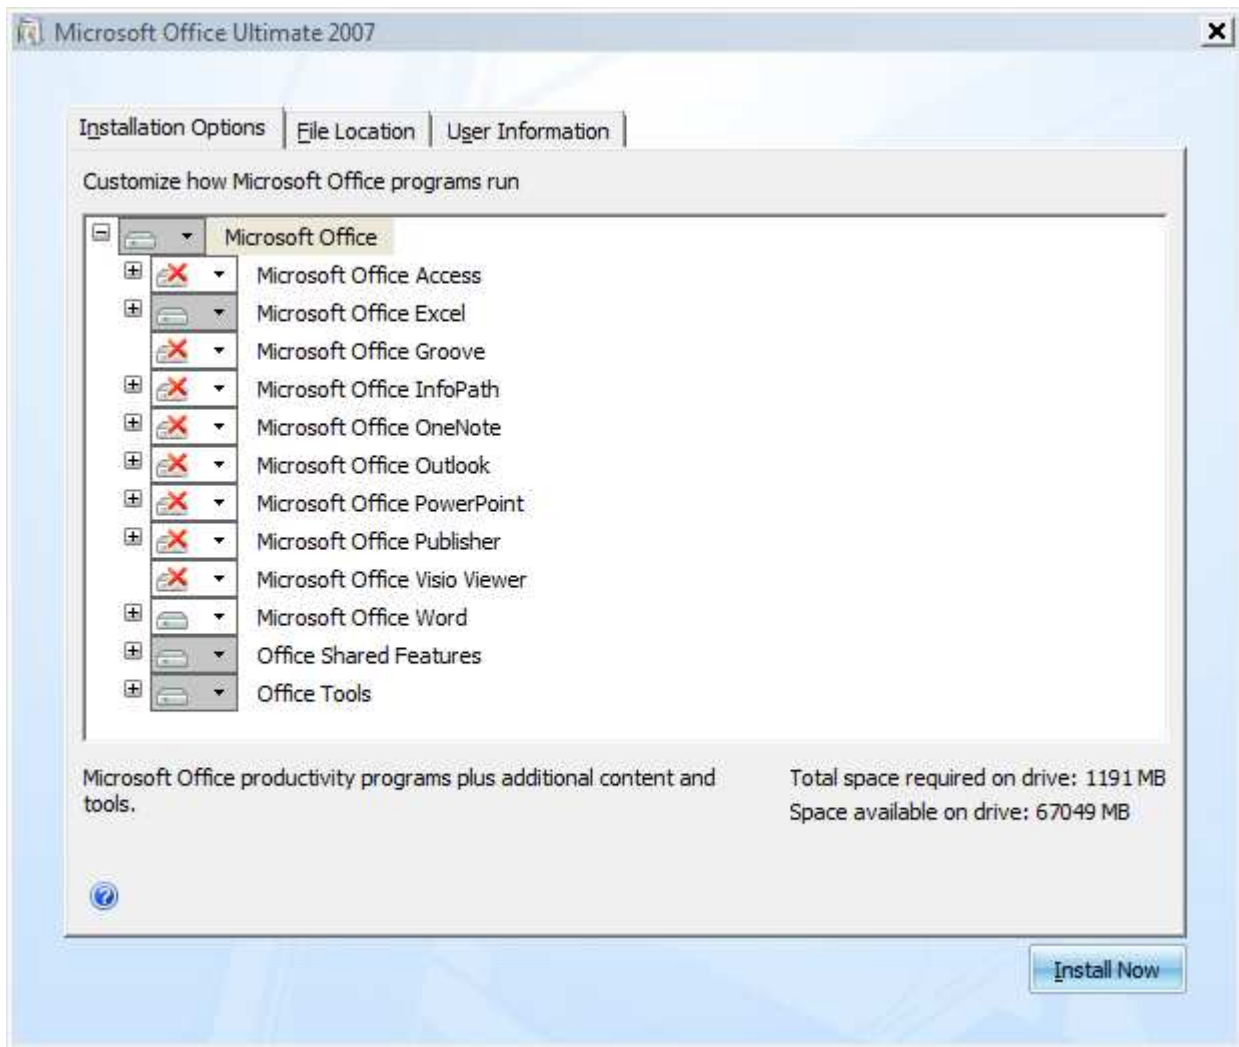 Microsoft Office Ultimate 2007
Installation Options File Location User Information
Customize how Microsoft Office programs run
Microsoft Office
Microsoft Office Access
Microsoft Office Excel
Microsoft Office Groove
Microsoft Office InfoPath
Microsoft Office OneNote
Microsoft Office Outlook
Microsoft Office PowerPoint
Microsoft Office Publisher
Microsoft Office Visio Viewer
Microsoft Office Word
Office Shared Features
Office Tools
Microsoft Office productivity programs plus additional content and
tools.
Total space required on drive: 1191 MB
Space available on drive: 67049 MB
Install Now